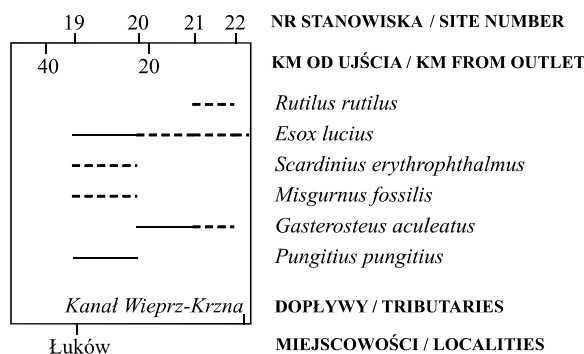 19 20 21 22 NR STANOWISKA / SITE NUMBER
40 20 KM OD UJŚCIA / KM FROM OUTLET
Rutilus rutilus
Esox lucius
Scardinius erythrophthalmus
Misgurnus fossilis
Gasterosteus aculeatus
Pungitius pungitius
Kanał Wieprz-Krzna DOPŁYWY / TRIBUTARIES
Łuków MIEJSCOWOŚCI / LOCALITIES